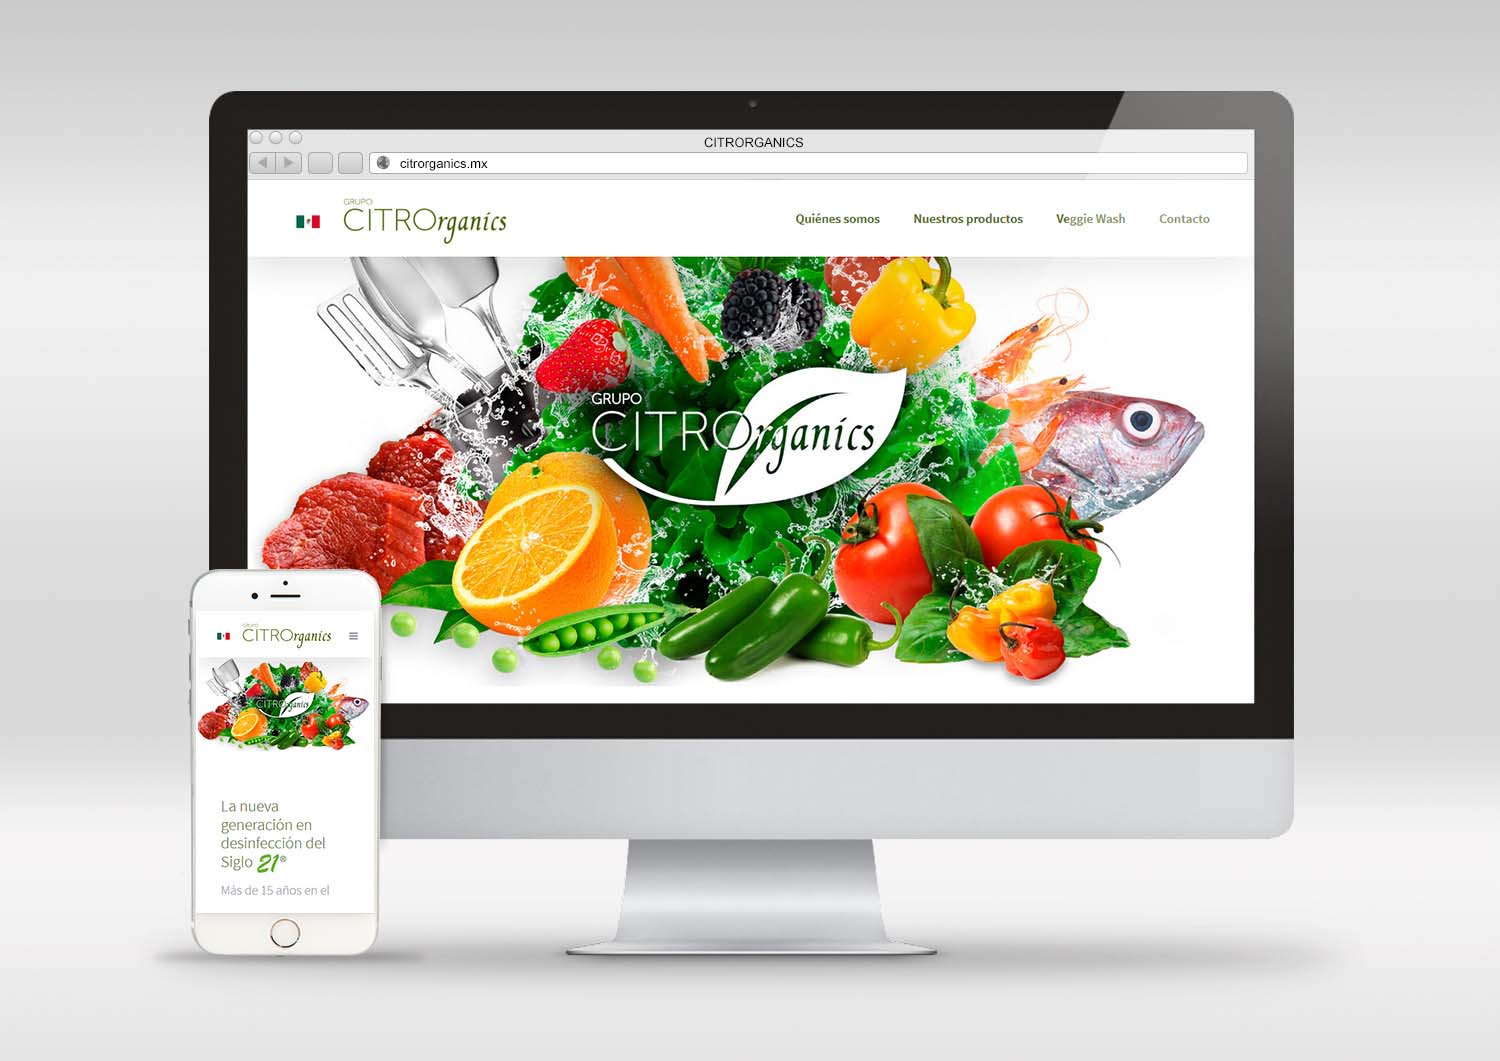 CITRORGANICS
citrorganics.mx
GRUPO
CITROrganics
Quiénes somos
Nuestros productos
Veggie Wash
Contacto
GRUPO
CITROrganics
GRUPO
CITROrganics
CITROrganics
La nueva
generación en
desinfección del
Siglo 21®
Más de 15 años en el